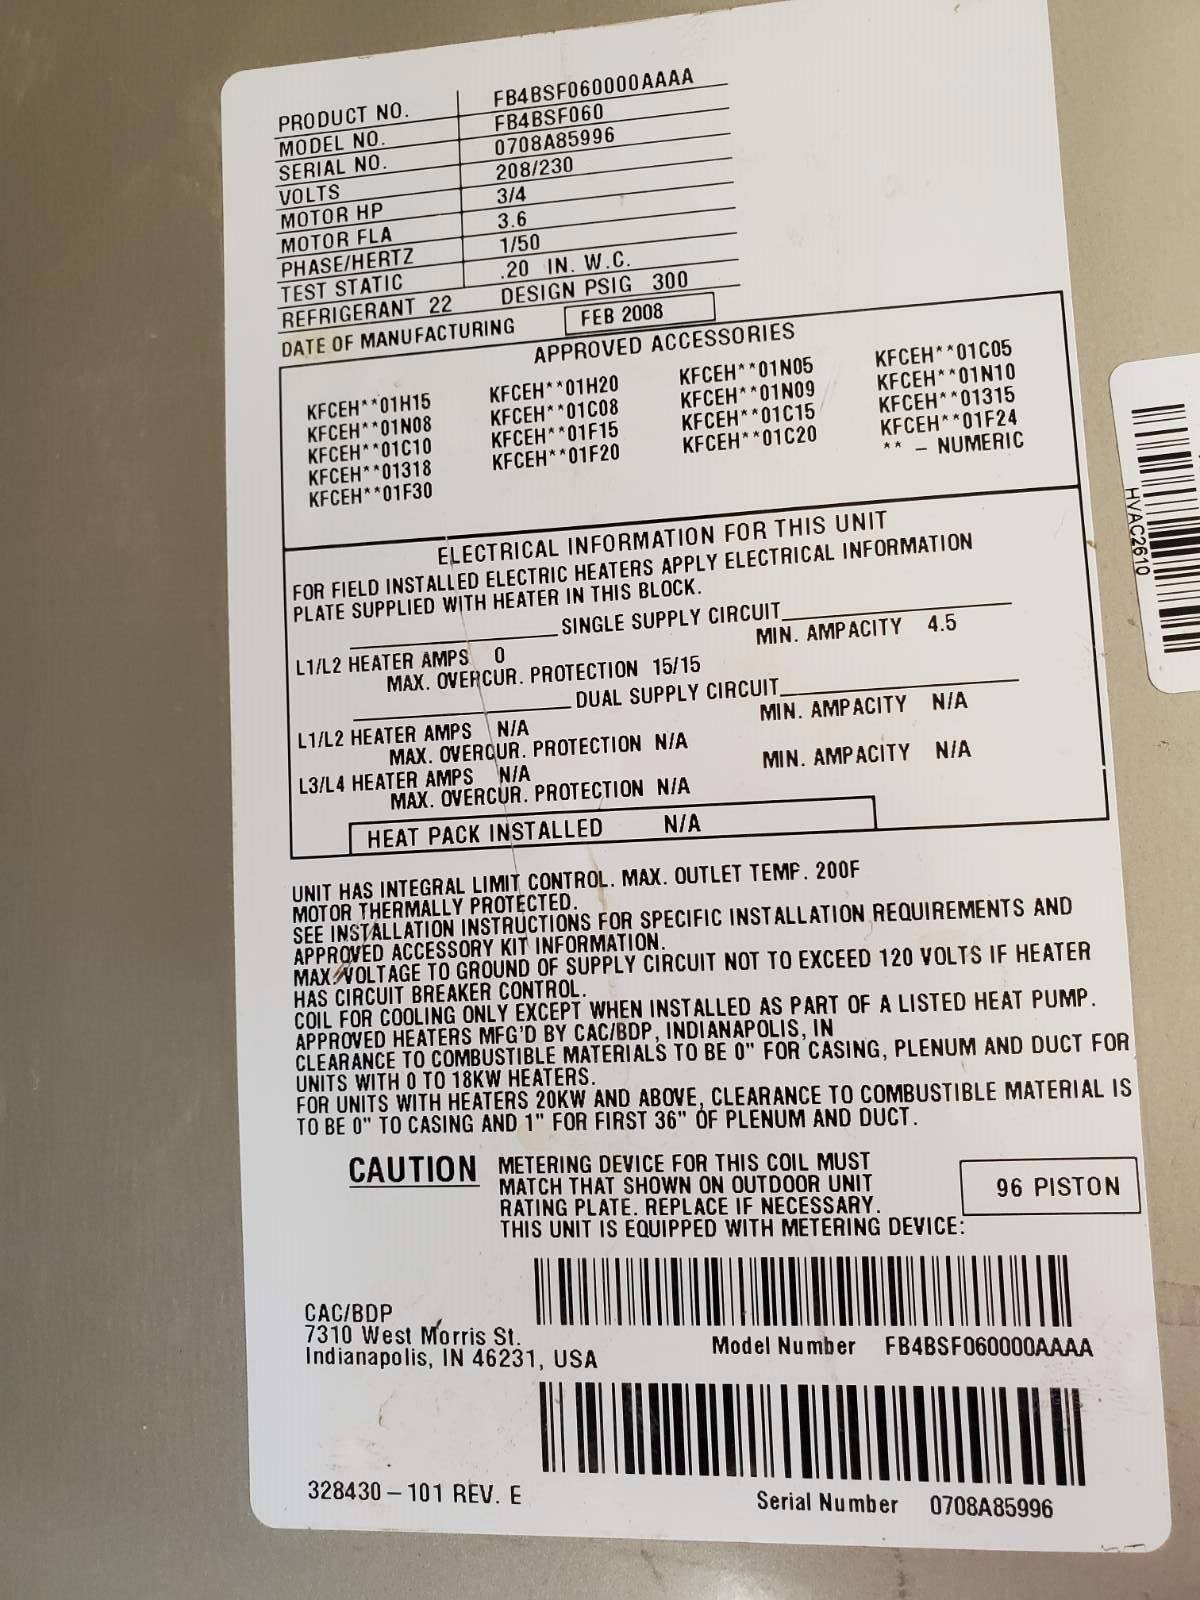 PRODUCT NO. FB4BSF060000AAAA
MODEL NO. FB4BSF060
SERIAL NO. 0708A85996
VOLTS 208/230
MOTOR HP 3/4
MOTOR FLA 3.6
PHASE/HERTZ 1/50
TEST STATIC .20 IN. W.C.
REFRIGERANT 22 DESIGN PSIG 300
DATE OF MANUFACTURING FEB 2008
APPROVED ACCESSORIES
KFCEH**01H15 KFCEH**01H20 KFCEH**01N05 KFCEH**01C05
KFCEH**01N08 KFCEH**01C08 KFCEH**01N09 KFCEH**01N10
KFCEH**01C10 KFCEH**01F15 KFCEH**01C15 KFCEH**01315
KFCEH**01318 KFCEH**01F20 KFCEH**01C20 KFCEH**01F24
KFCEH**01F30 ** – NUMERIC
ELECTRICAL INFORMATION FOR THIS UNIT
FOR FIELD INSTALLED ELECTRIC HEATERS APPLY ELECTRICAL INFORMATION
PLATE SUPPLIED WITH HEATER IN THIS BLOCK.
SINGLE SUPPLY CIRCUIT
L1/L2 HEATER AMPS 0 MIN. AMPACITY 4.5
MAX. OVERCUR. PROTECTION 15/15
DUAL SUPPLY CIRCUIT
L1/L2 HEATER AMPS N/A MIN. AMPACITY N/A
MAX. OVERCUR. PROTECTION N/A
L3/L4 HEATER AMPS N/A MIN. AMPACITY N/A
MAX. OVERCUR. PROTECTION N/A
HEAT PACK INSTALLED N/A
UNIT HAS INTEGRAL LIMIT CONTROL. MAX. OUTLET TEMP. 200F
MOTOR THERMALLY PROTECTED.
SEE INSTALLATION INSTRUCTIONS FOR SPECIFIC INSTALLATION REQUIREMENTS AND
APPROVED ACCESSORY KIT INFORMATION.
MAX. VOLTAGE TO GROUND OF SUPPLY CIRCUIT NOT TO EXCEED 120 VOLTS IF HEATER
HAS CIRCUIT BREAKER CONTROL.
COIL FOR COOLING ONLY EXCEPT WHEN INSTALLED AS PART OF A LISTED HEAT PUMP.
APPROVED HEATERS MFG'D BY CAC/BDP, INDIANAPOLIS, IN
CLEARANCE TO COMBUSTIBLE MATERIALS TO BE 0" FOR CASING, PLENUM AND DUCT FOR
UNITS WITH 0 TO 18KW HEATERS.
FOR UNITS WITH HEATERS 20KW AND ABOVE, CLEARANCE TO COMBUSTIBLE MATERIAL IS
TO BE 0" TO CASING AND 1" FOR FIRST 36" OF PLENUM AND DUCT.
CAUTION METERING DEVICE FOR THIS COIL MUST
MATCH THAT SHOWN ON OUTDOOR UNIT
RATING PLATE. REPLACE IF NECESSARY.
THIS UNIT IS EQUIPPED WITH METERING DEVICE:
96 PISTON
CAC/BDP
7310 West Morris St.
Indianapolis, IN 46231, USA
Model Number FB4BSF060000AAAA
328430–101 REV. E
Serial Number 0708A85996
HVAC2610